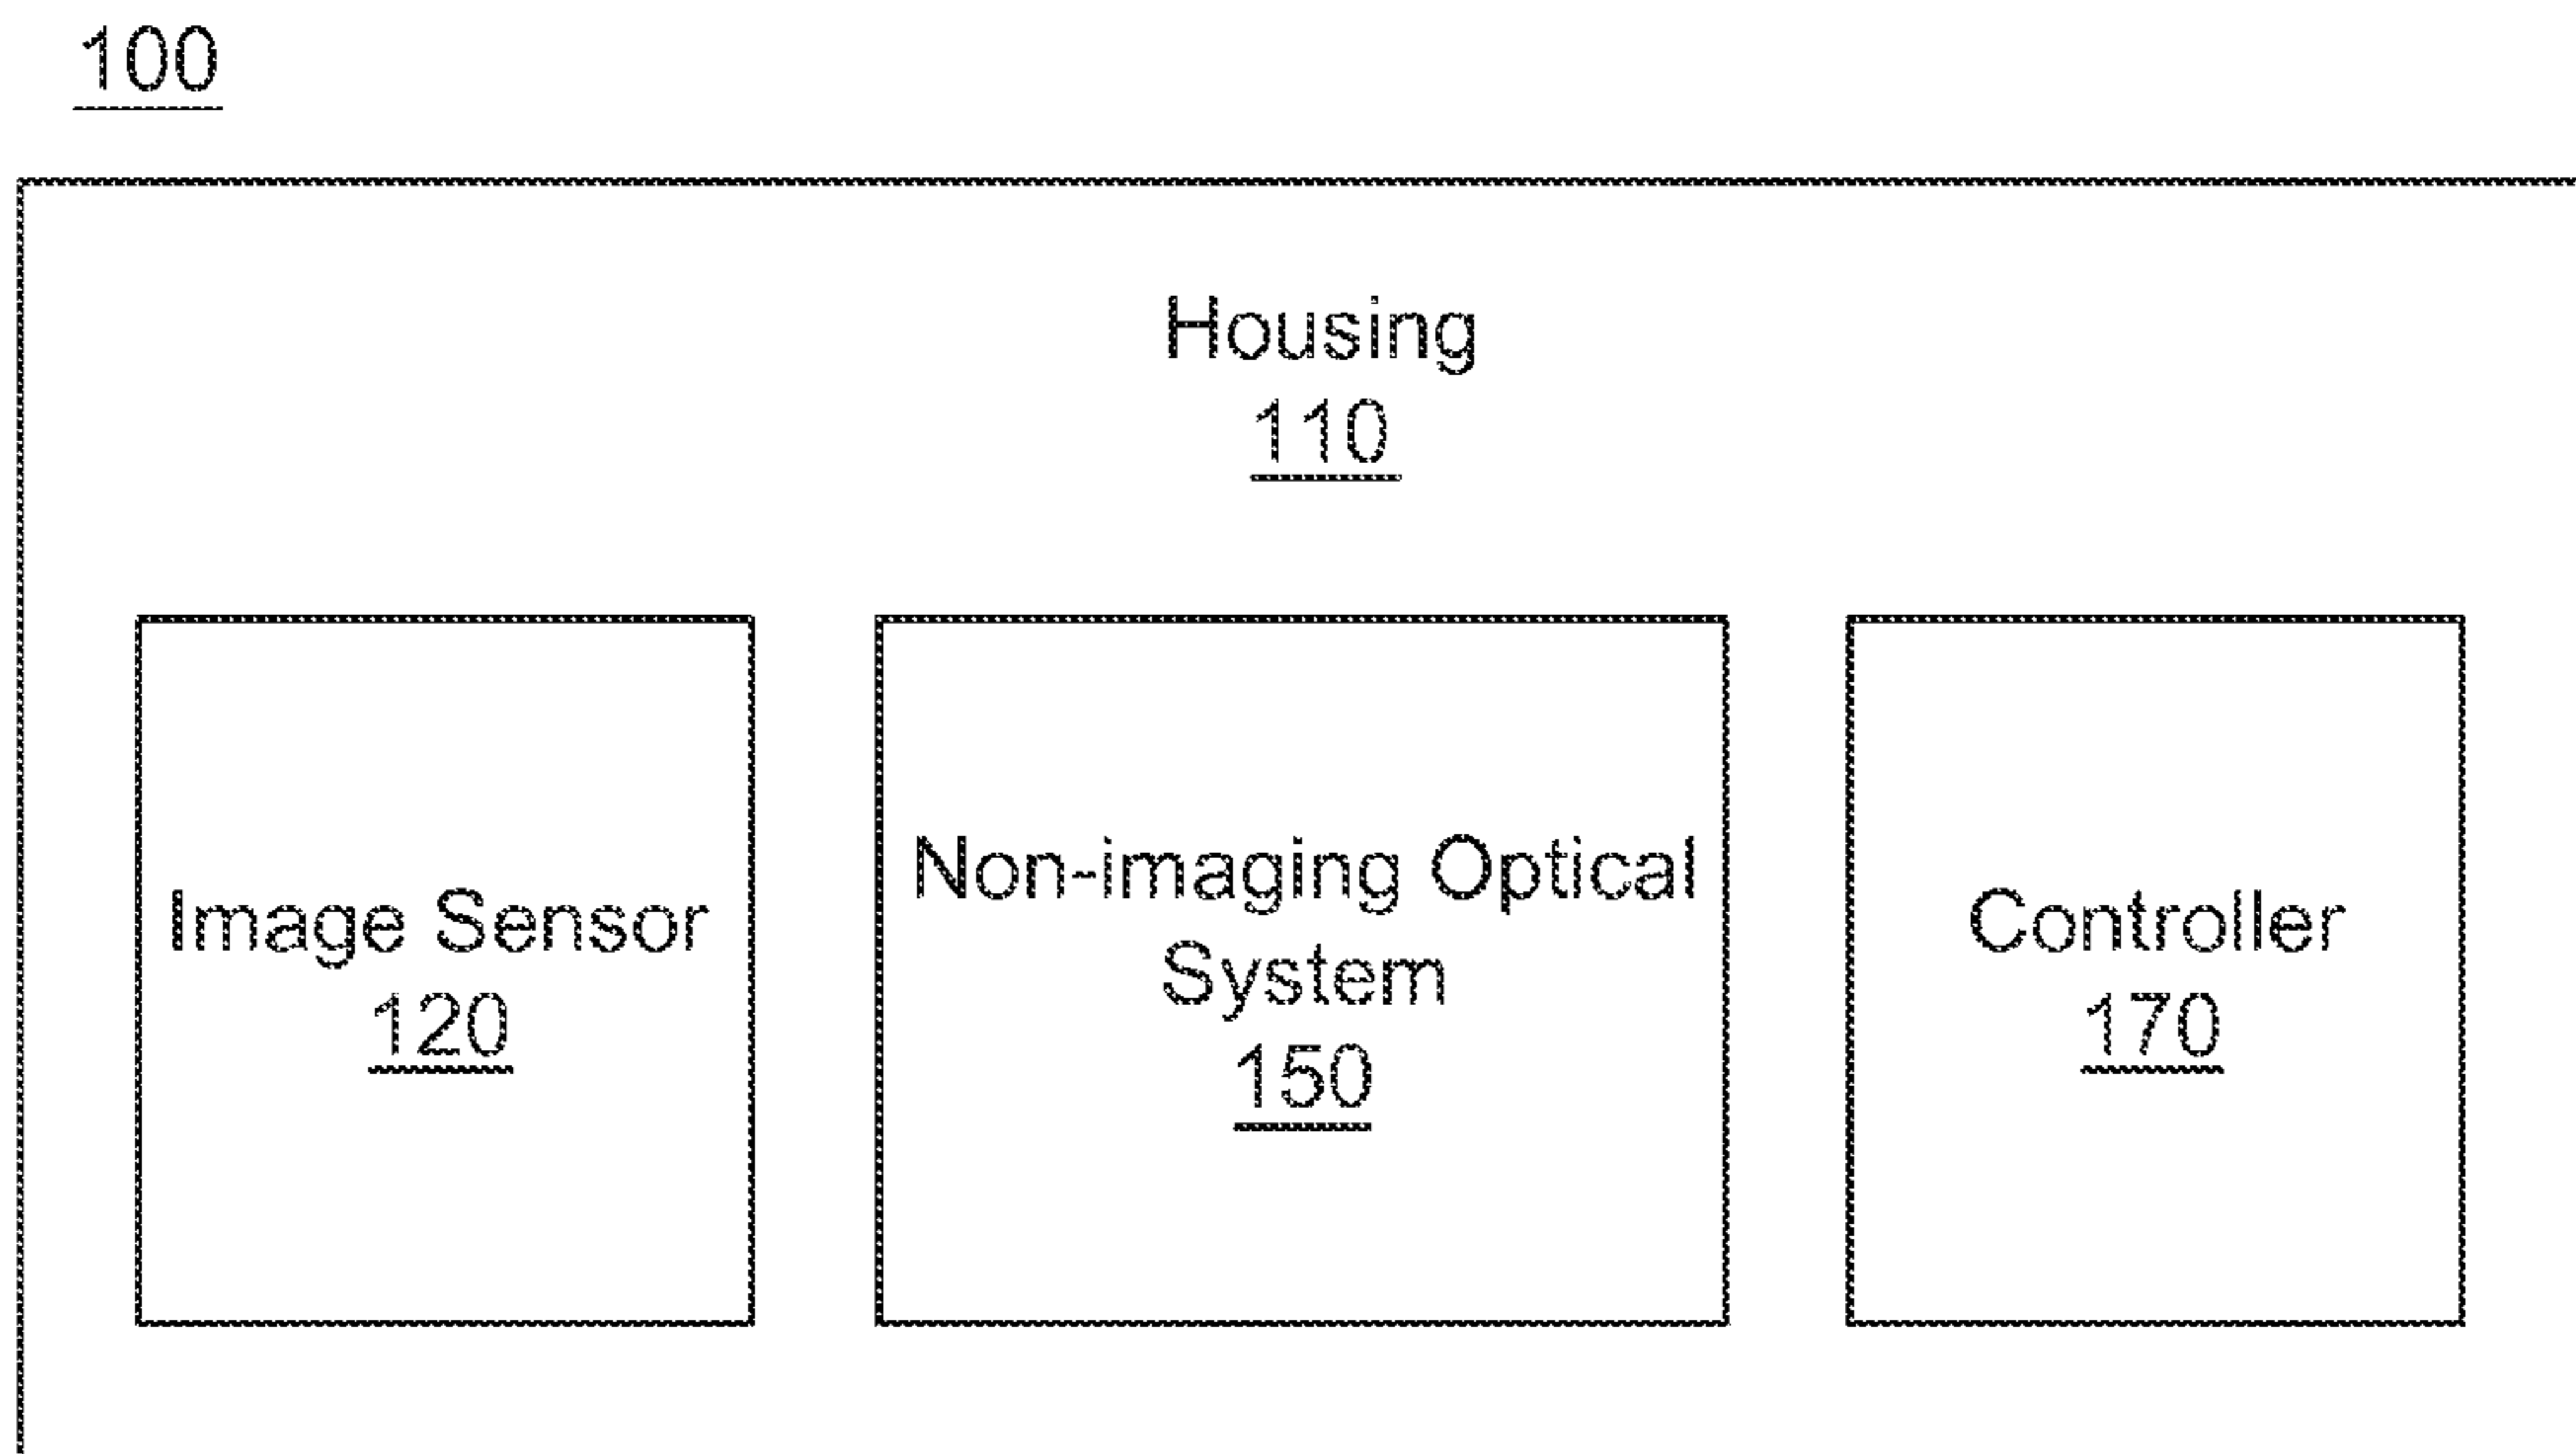 100
Housing
110
Image Sensor
120
Non-imaging Optical
System
150
Controller
170